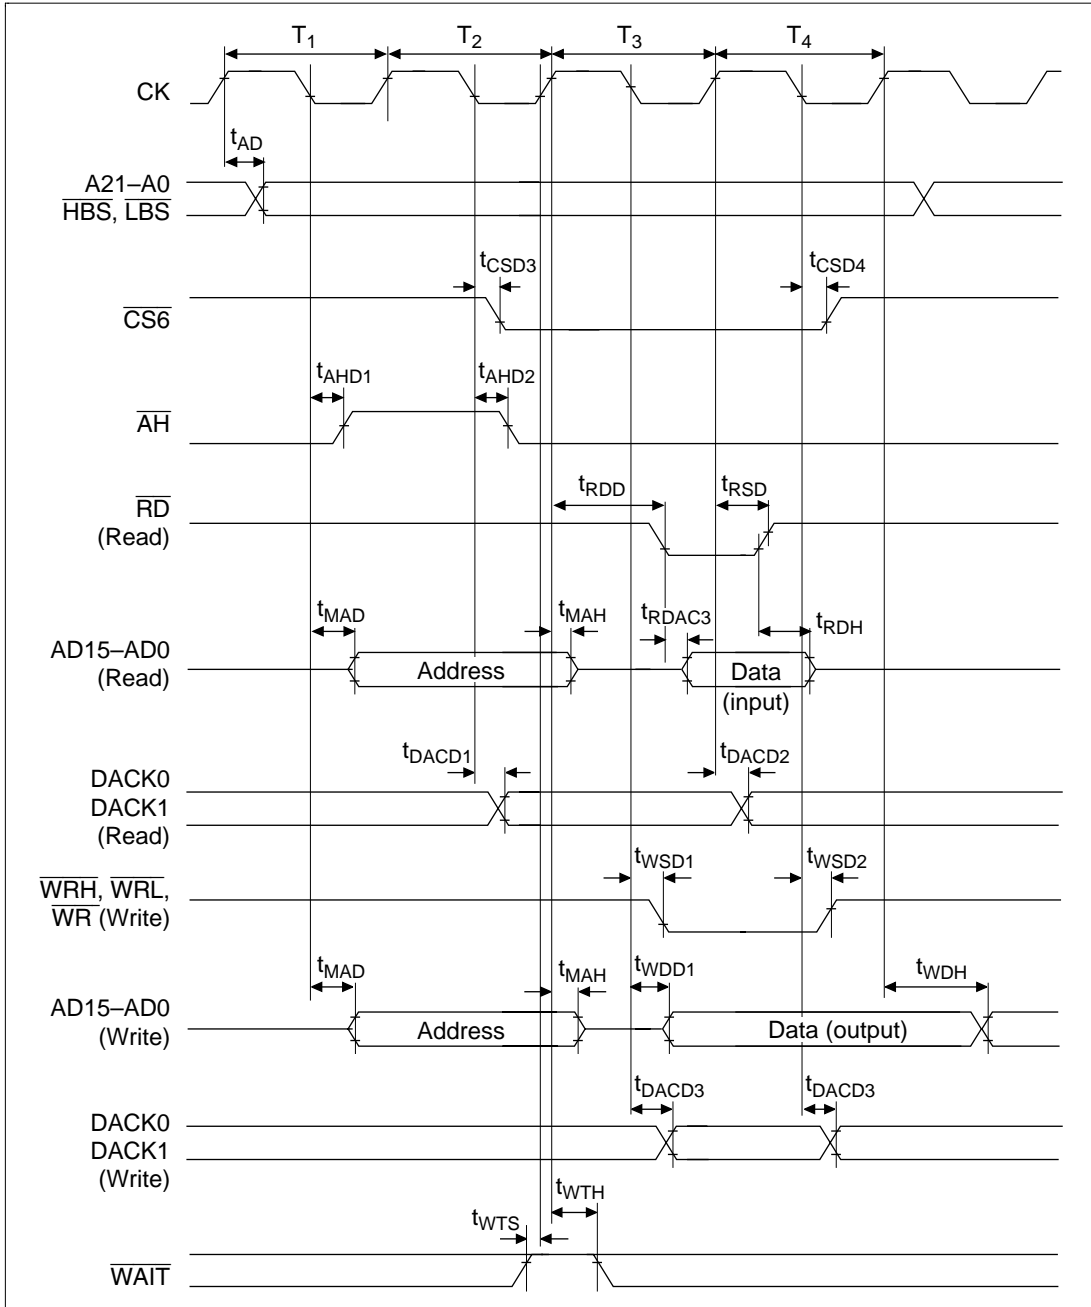 T1 T2 T3 T4
CK
tAD
A21–A0
HBS, LBS
tCSD3 tCSD4
CS6
tAHD1 tAHD2
AH
tRDD tRSD
RD
(Read)
tMAD tMAH tRDAC3 tRDH
AD15–AD0
(Read)
Address Data
(input)
tDACD1 tDACD2
DACK0
DACK1
(Read)
tWSD1 tWSD2
WRH, WRL,
WR (Write)
tMAD tMAH tWDD1 tWDH
AD15–AD0
(Write)
Address Data (output)
tDACD3 tDACD3
DACK0
DACK1
(Write)
tWTH
tWTS
WAIT